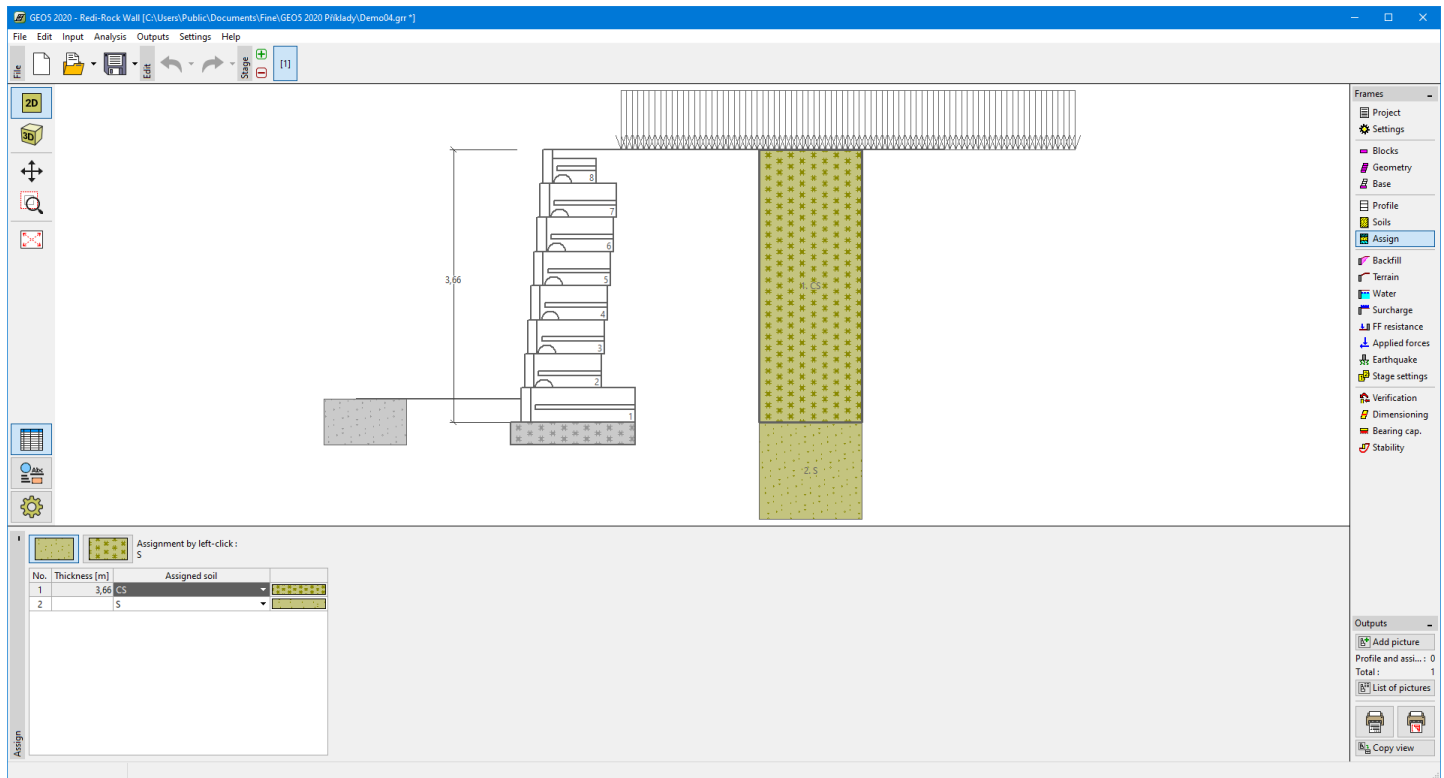 GEO5 2020 - Redi-Rock Wall [C:\Users\Public\Documents\Fine\GEO5 2020 Příklady\Demo04.grr *]
File Edit Input Analysis Outputs Settings Help
File
Edit
Stage
[1]
2D
3D
Abc
3,66
8
7
6
5
4
3
2
1
1. CS
2. S
Frames
Project
Settings
Blocks
Geometry
Base
Profile
Soils
Assign
Backfill
Terrain
Water
Surcharge
FF resistance
Applied forces
Earthquake
Stage settings
Verification
Dimensioning
Bearing cap.
Stability
Outputs
Add picture
Profile and assi... : 0
Total : 1
List of pictures
Copy view
Assign
Assignment by left-click :
S
No. Thickness [m] Assigned soil
1 3,66 CS
2 S